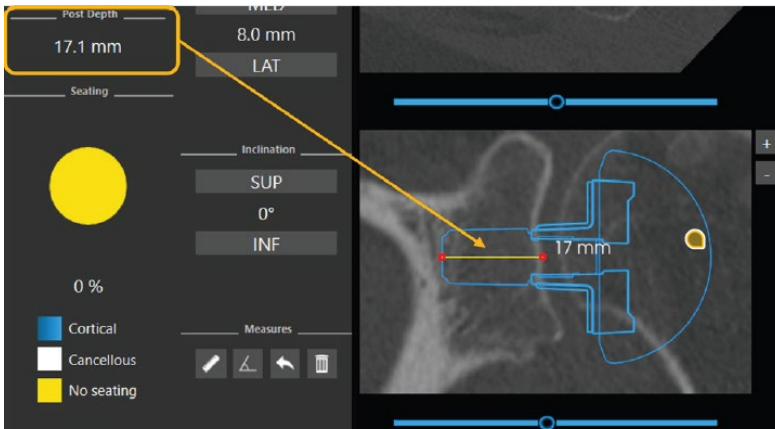 Post Depth
17.1 mm
Seating
0 %
Cortical
Cancellous
No seating
MED
8.0 mm
LAT
Inclination
SUP
0°
INF
Measures
17 mm
+
-